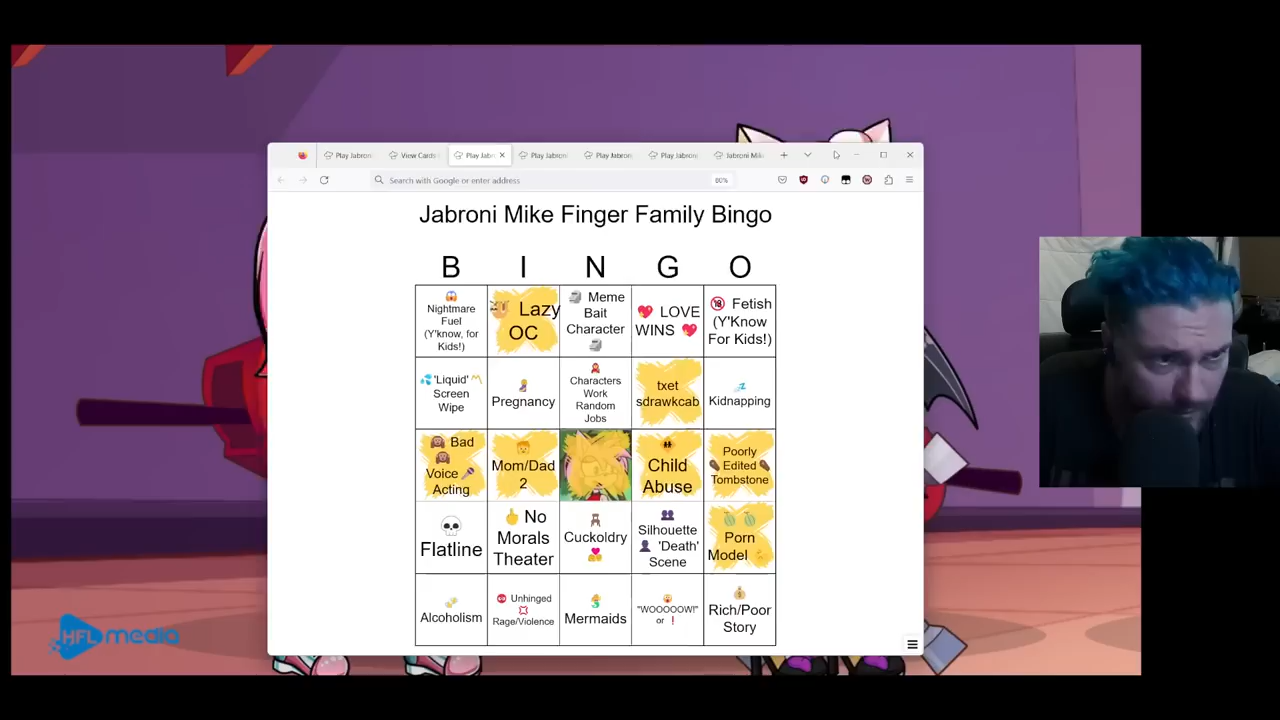 Play Jabroni
View Cards
Play Jabr
Play Jabroni
Play Jabron
Play Jabroni
Jabroni Mik
Search with Google or enter address
80%
Jabroni Mike Finger Family Bingo
B I N G O
😱
Nightmare
Fuel
(Y'know, for
Kids!)
🦥 Lazy
OC
🗿 Meme
Bait
Character
🗿
💖 LOVE
WINS 💖
🔞 Fetish
(Y'Know
For Kids!)
💦 'Liquid'
Screen
Wipe
🤰
Pregnancy
Characters
Work
Random
Jobs
txet
sdrawkcab
💤
Kidnapping
🙉 Bad
🙉
Voice 🎤
Acting
Mom/Dad
2
Child
Abuse
Poorly
Edited
Tombstone
💀
Flatline
🖕 No
Morals
Theater
🪑
Cuckoldry
👥
Silhouette
👤 'Death'
Scene
🍈 🍈
Porn
Model
Alcoholism
Unhinged
💢
Rage/Violence
🧜
Mermaids
"WOOOOOW!"
or ❗
💰
Rich/Poor
Story
HFL media